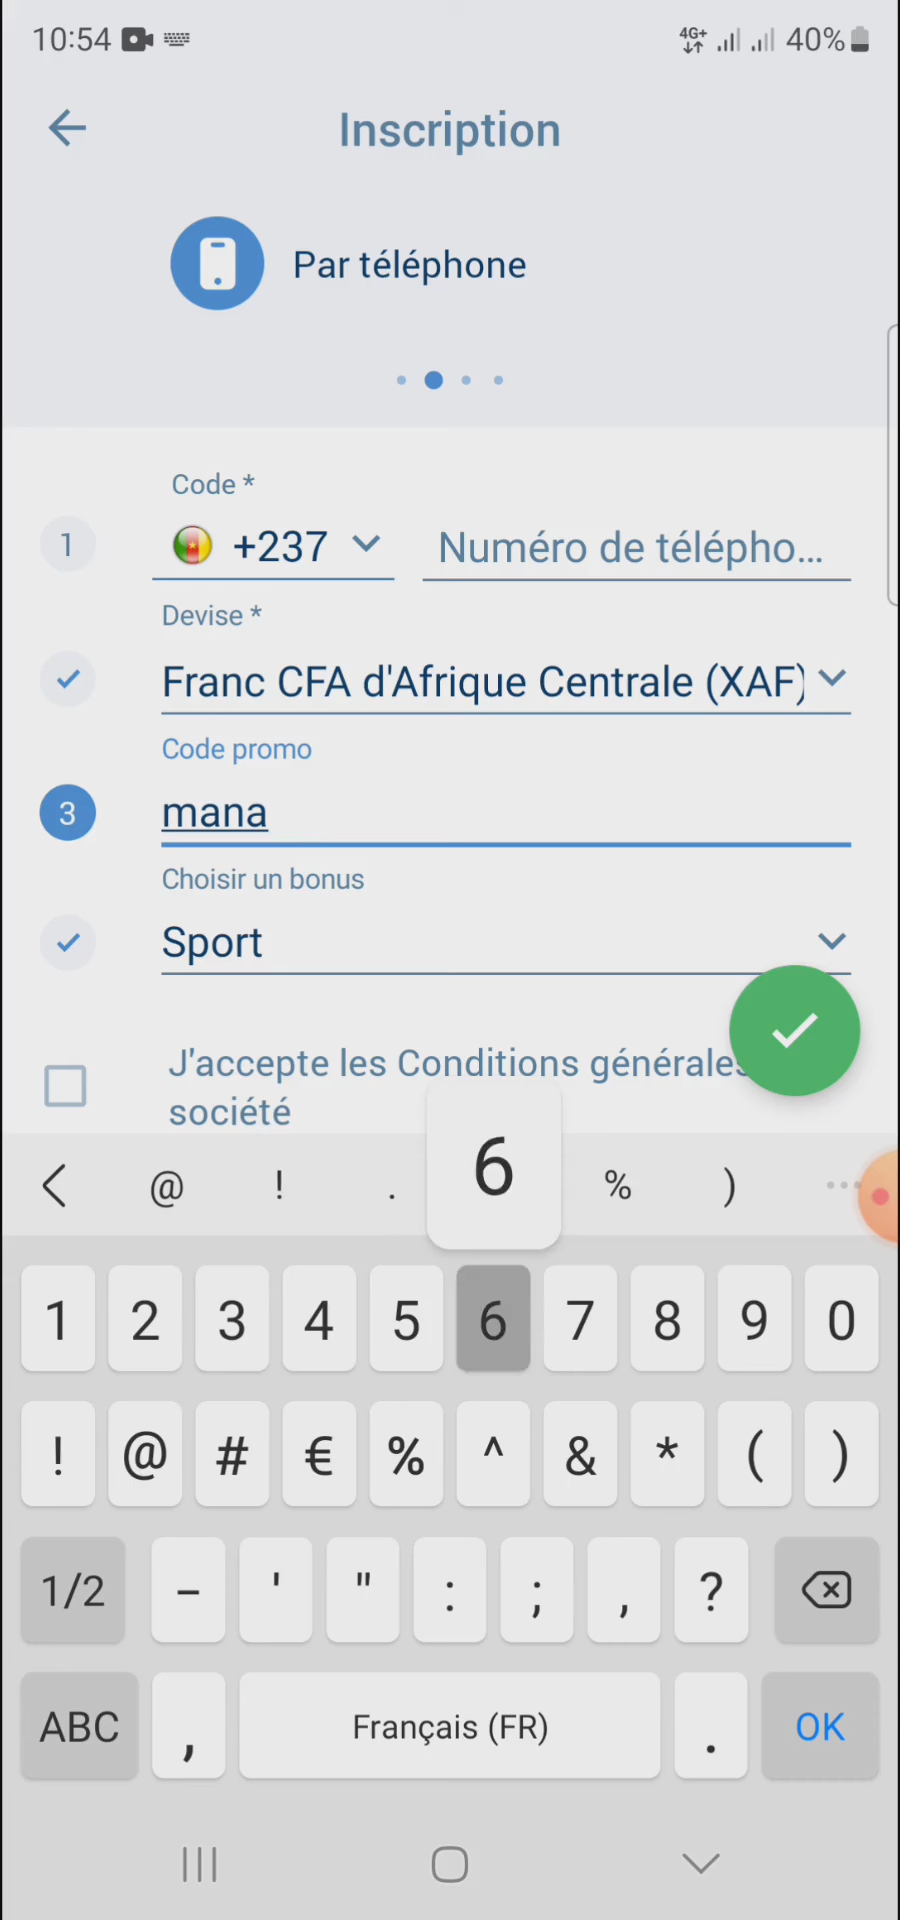 10:54 4G+ 40%
Inscription
Par téléphone
Code *
1 +237 Numéro de télépho...
Devise *
Franc CFA d'Afrique Centrale (XAF)
Code promo
3 mana
Choisir un bonus
Sport
J'accepte les Conditions générales
société
@ ! . 6 % )
1 2 3 4 5 6 7 8 9 0
! @ # € % ^ & * ( )
1/2 - ' " : ; , ?
ABC , Français (FR) . OK